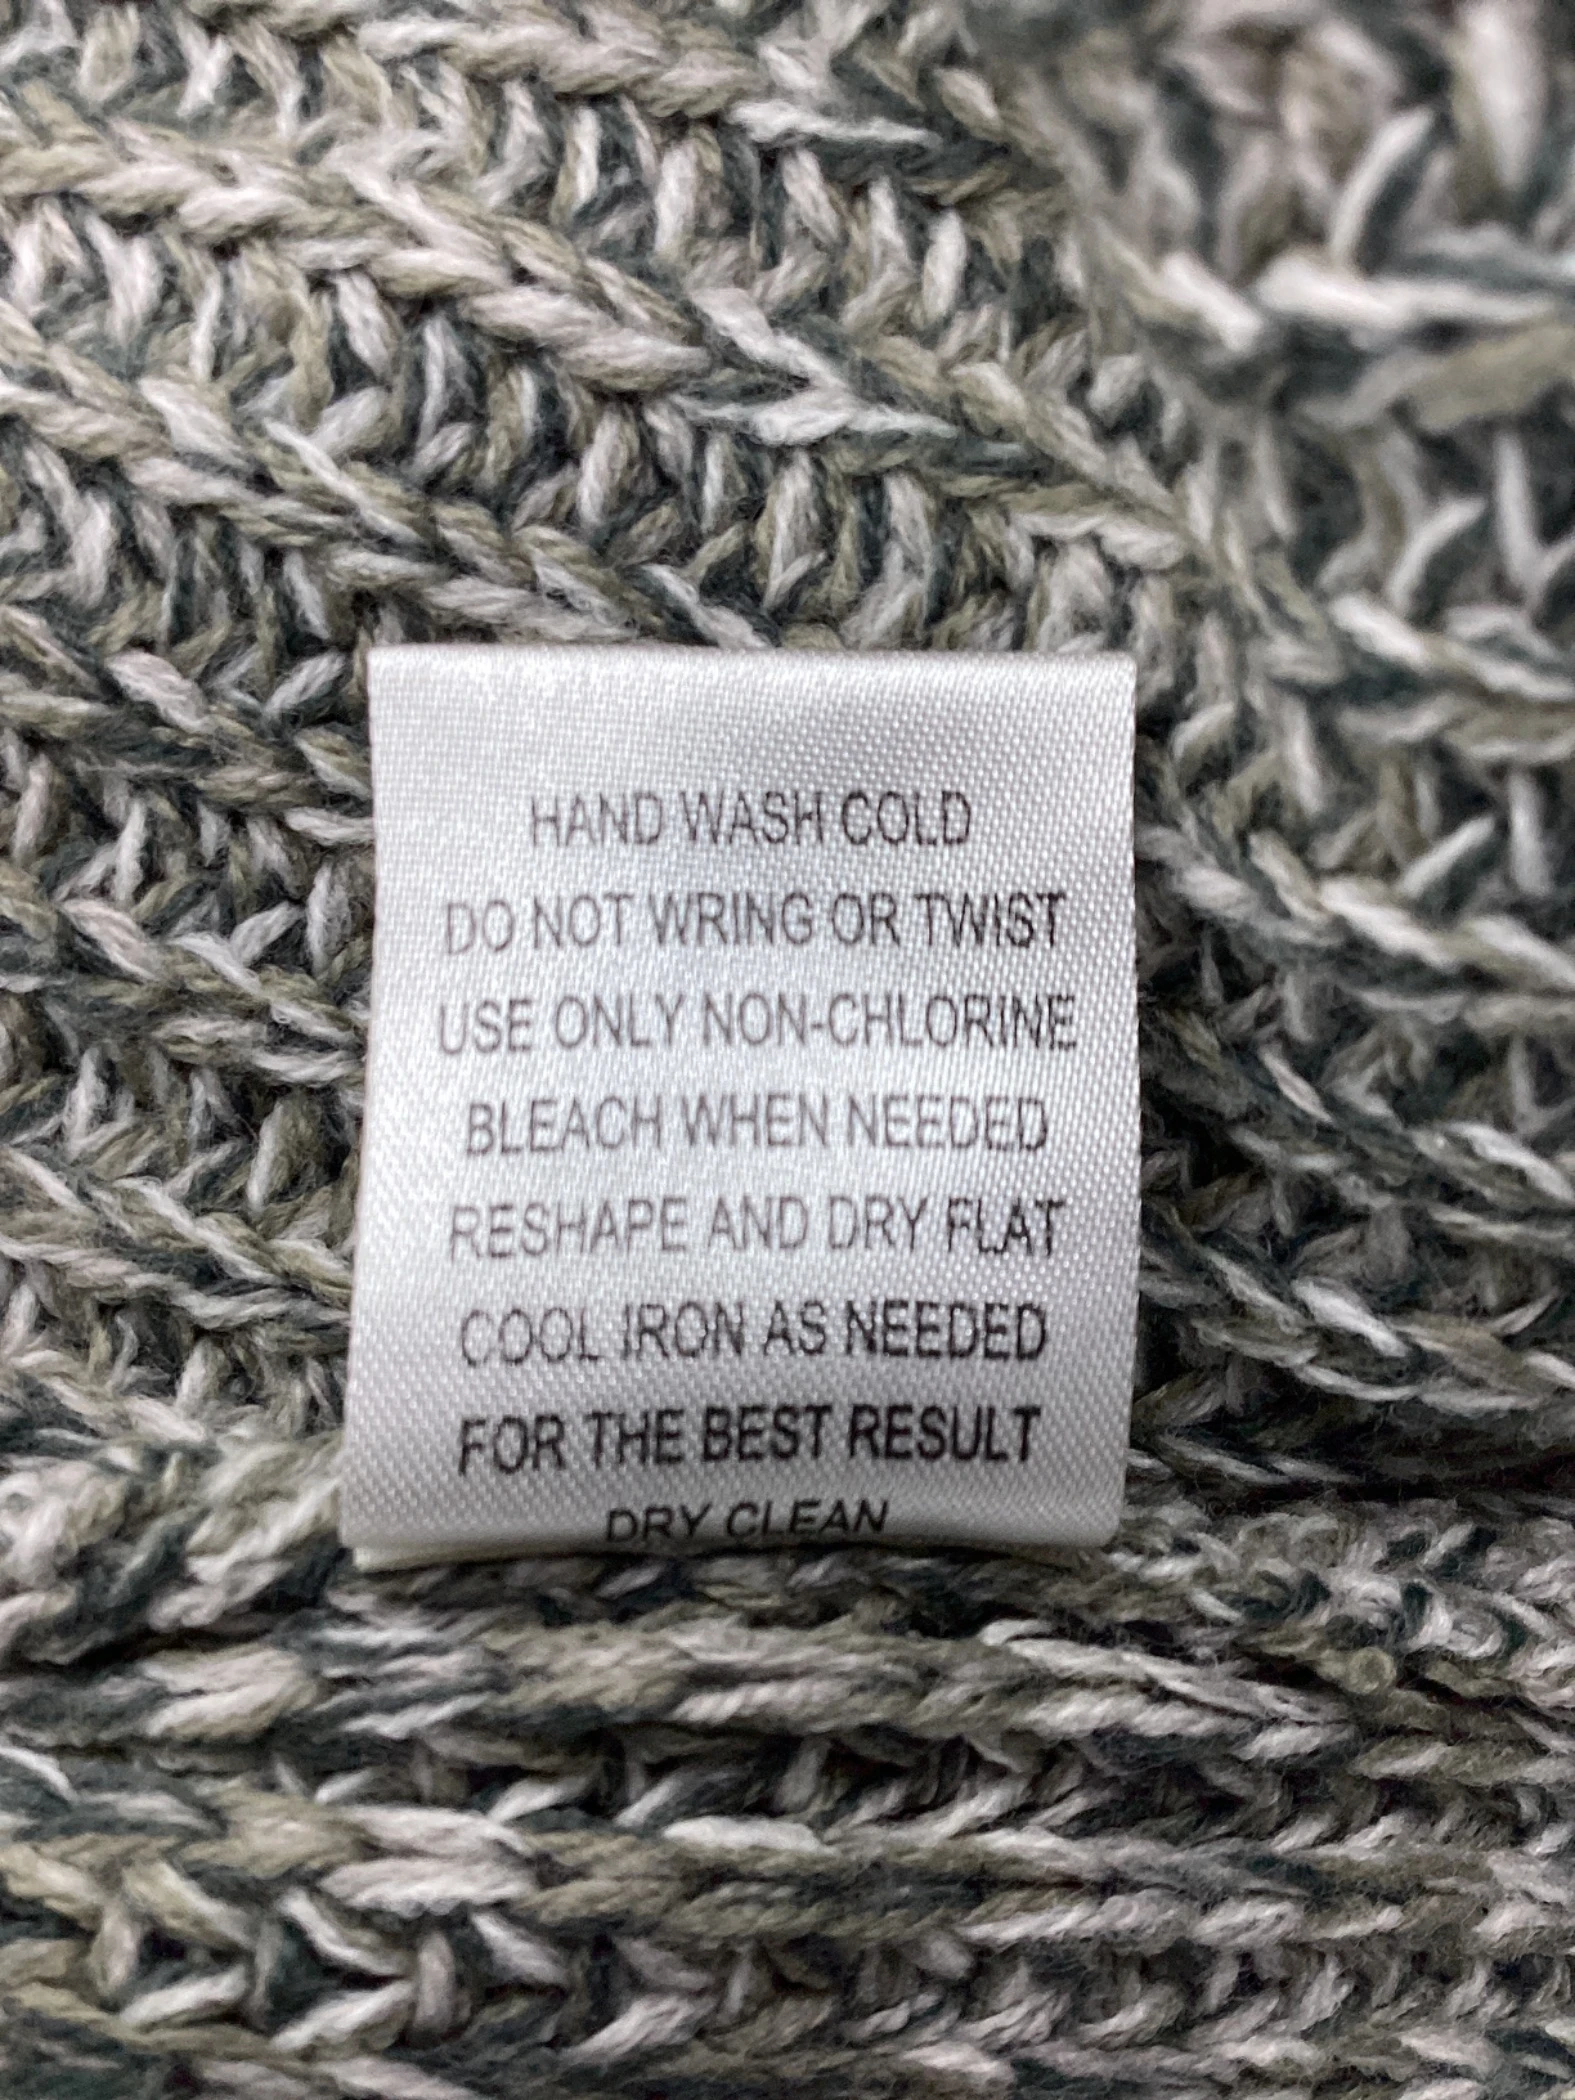 HAND WASH COLD
DO NOT WRING OR TWIST
USE ONLY NON-CHLORINE
BLEACH WHEN NEEDED
RESHAPE AND DRY FLAT
COOL IRON AS NEEDED
FOR THE BEST RESULT
DRY CLEAN